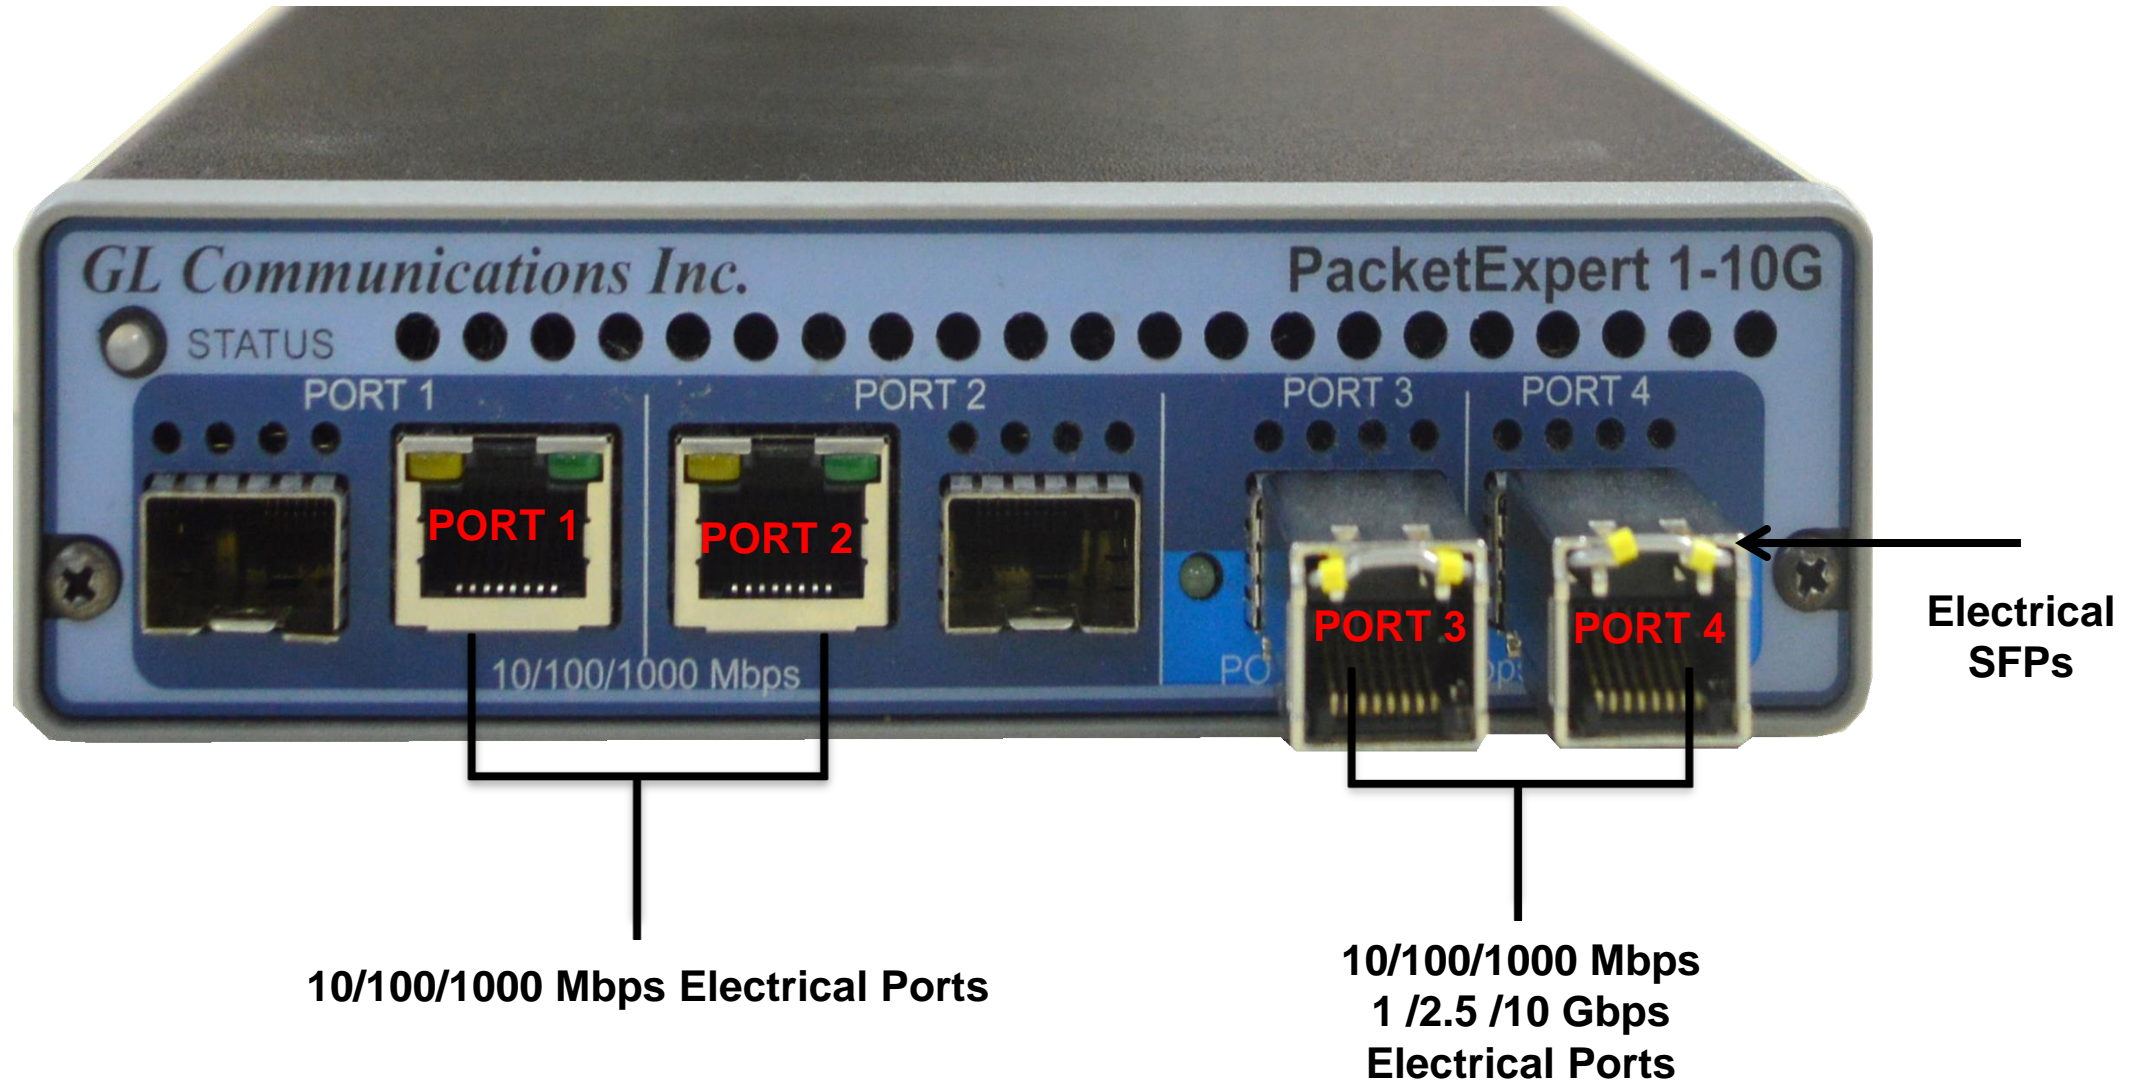 GL Communications Inc.
PacketExpert 1-10G
STATUS
PORT 1
PORT 2
PORT 3
PORT 4
PORT 1
PORT 2
PORT 3
PORT 4
10/100/1000 Mbps
Electrical
SFPs
10/100/1000 Mbps Electrical Ports
10/100/1000 Mbps
1 /2.5 /10 Gbps
Electrical Ports